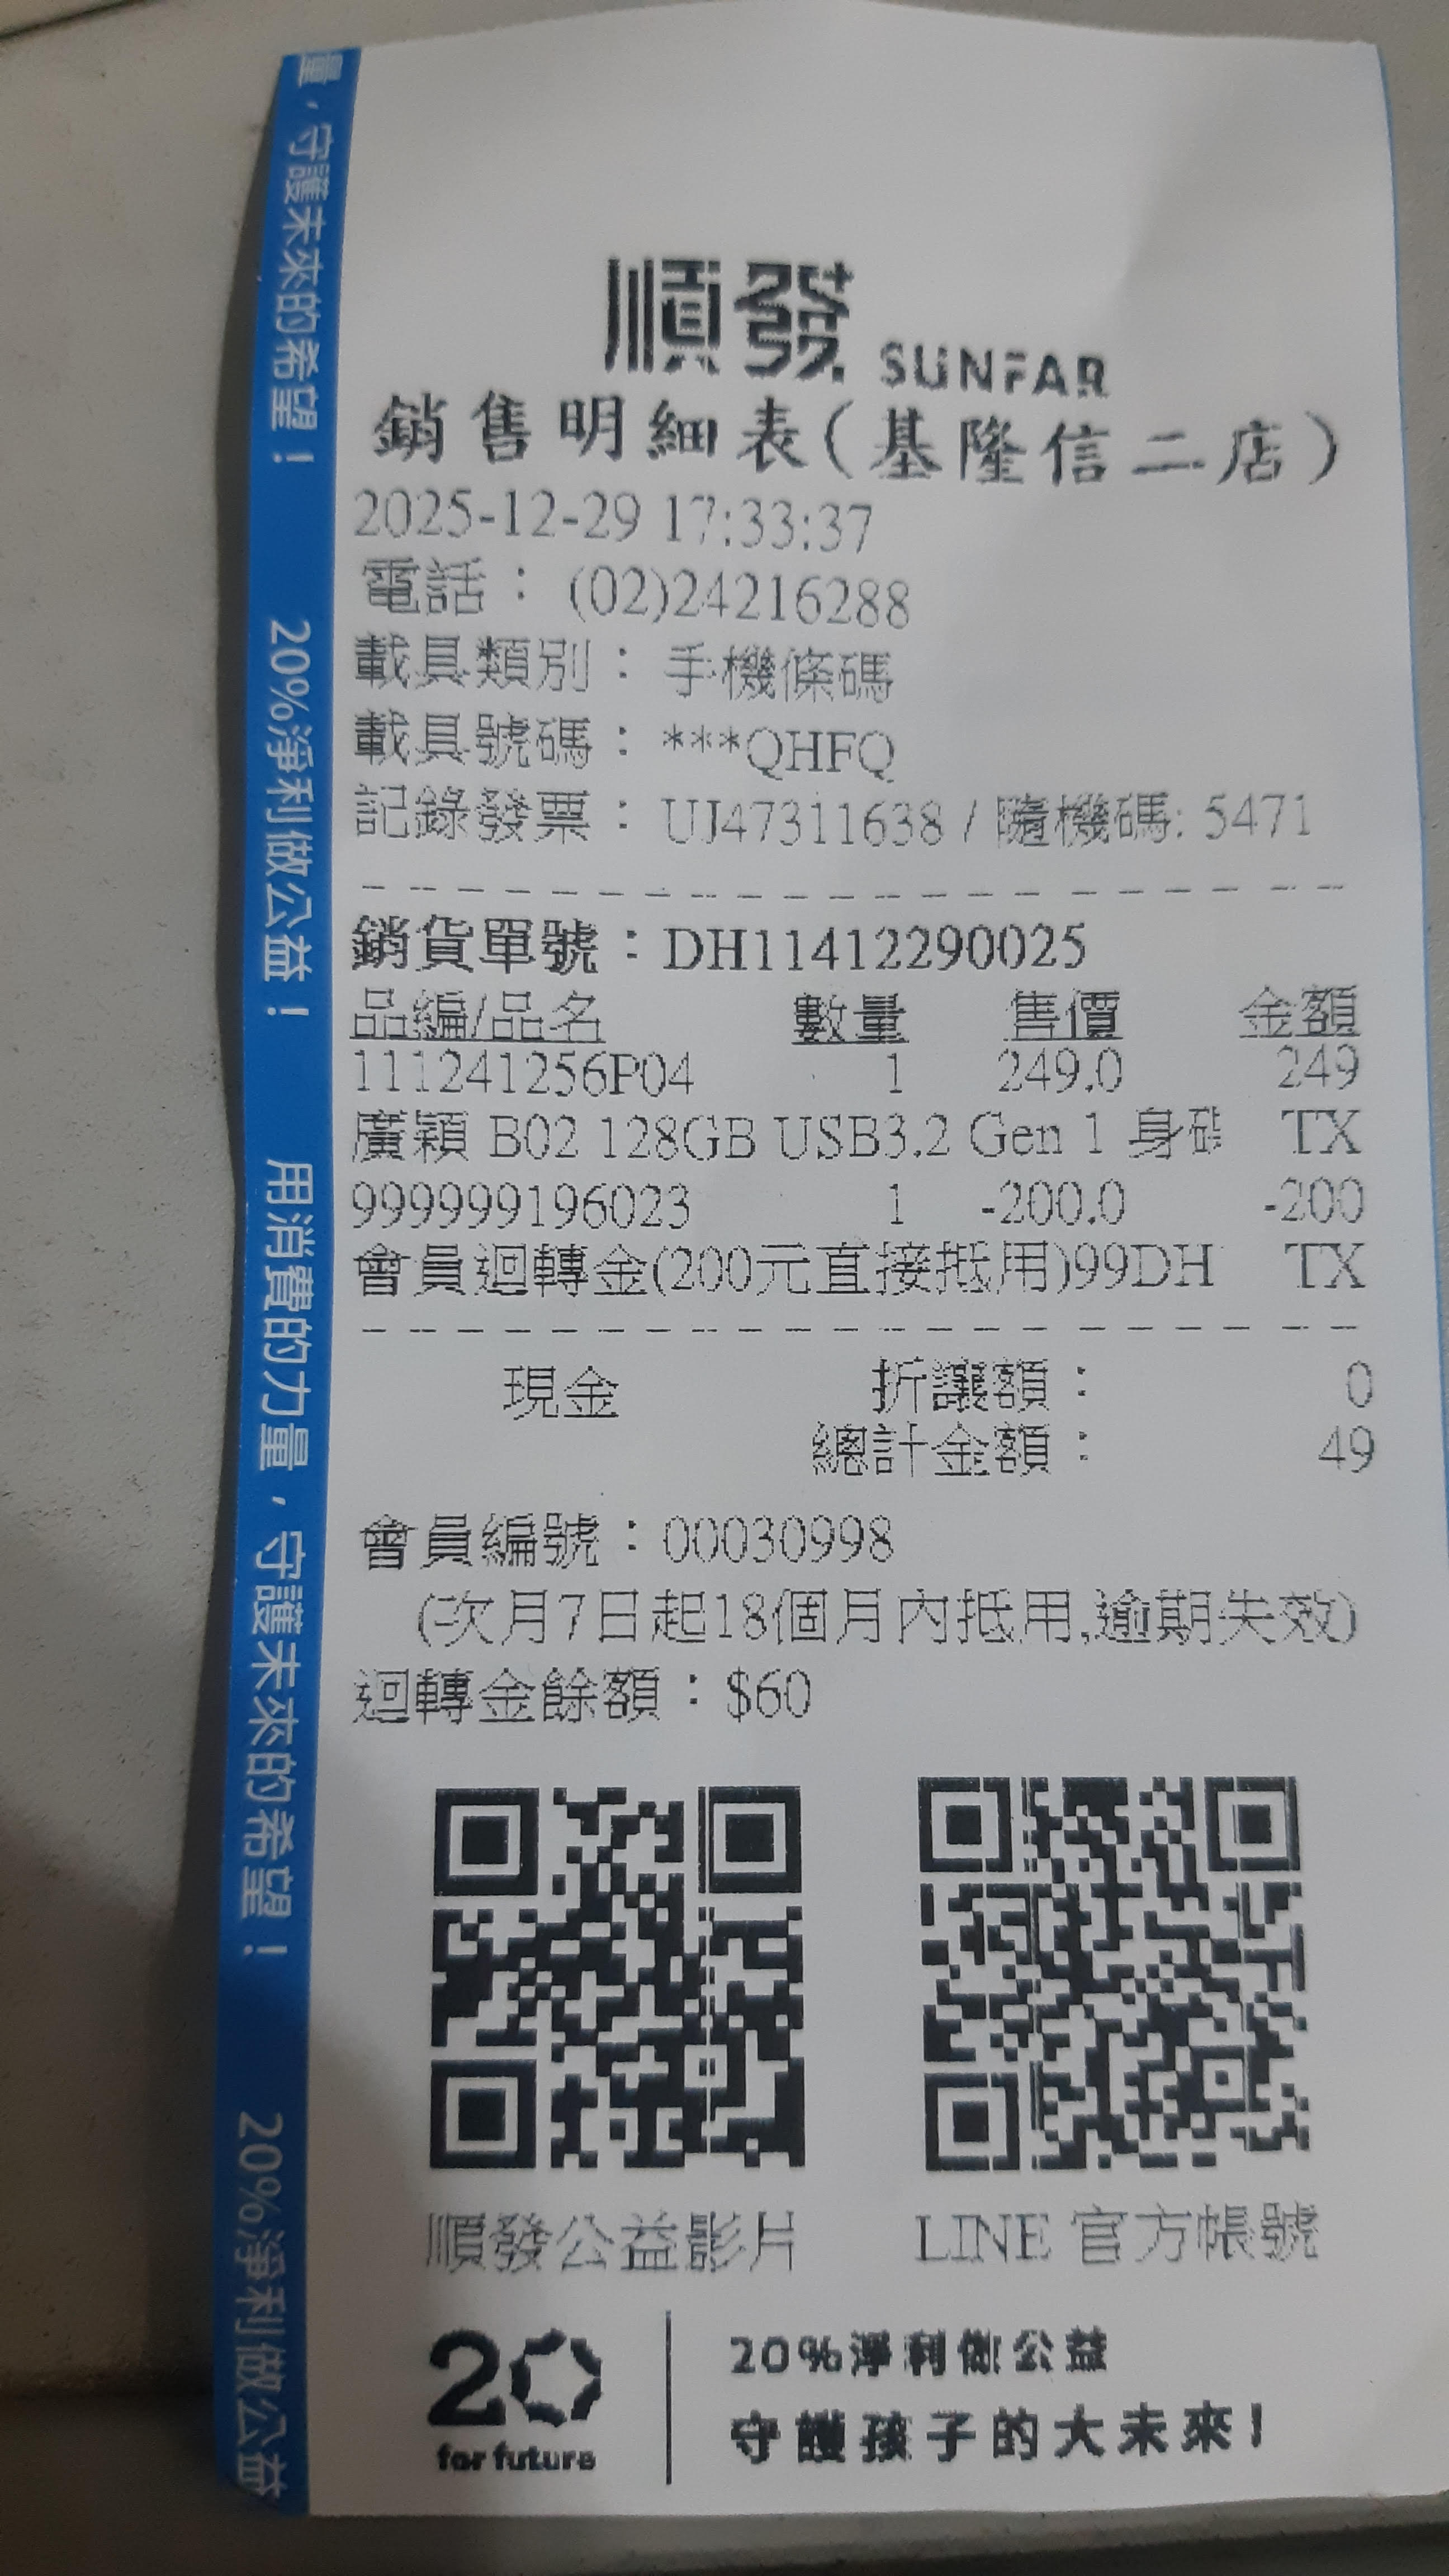 順發 SUNFAR
銷售明細表(基隆信二店)
2025-12-29 17:33:37
電話： (02)24216288
載具類別： 手機條碼
載具號碼： ***QHFQ
記錄發票： UJ47311638 / 隨機碼: 5471
銷貨單號：DH11412290025
品編/品名 數量 售價 金額
111241256P04 1 249.0 249
廣穎 B02 128GB USB3.2 Gen 1 身碟 TX
999999196023 1 -200.0 -200
會員迴轉金(200元直接抵用)99DH TX
現金 折讓額： 0
總計金額： 49
會員編號：00030998
(次月7日起18個月內抵用,逾期失效)
迴轉金餘額：$60
順發公益影片 LINE 官方帳號
20 for future
20%淨利做公益
守護孩子的大未來!
量，守護未來的希望！ 20%淨利做公益！ 用消費的力量，守護未來的希望！ 20%淨利做公益